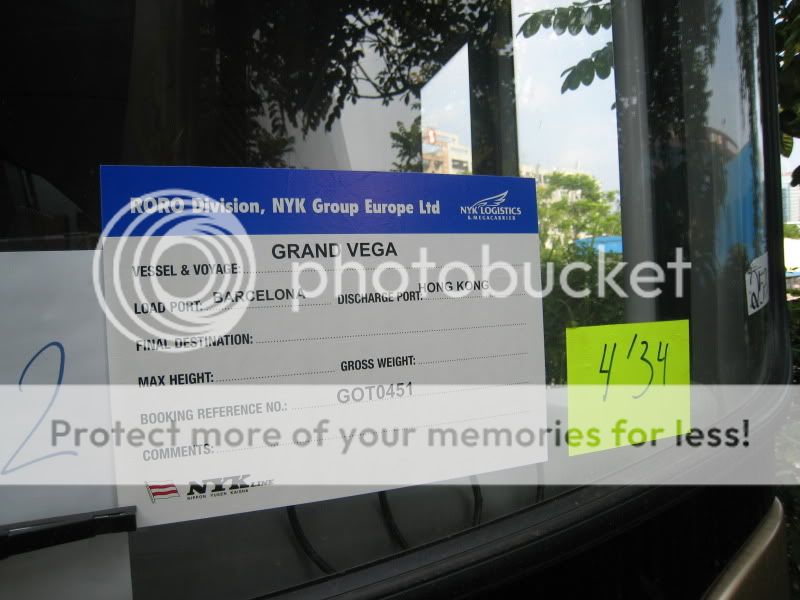 RORO Division, NYK Group Europe Ltd
NYK LOGISTICS
& MEGACARRIER
VESSEL & VOYAGE: GRAND VEGA
LOAD PORT: BARCELONA DISCHARGE PORT: HONG KONG
FINAL DESTINATION:
MAX HEIGHT: GROSS WEIGHT:
BOOKING REFERENCE NO.: GOT0451
COMMENTS:
NYK LINE
NIPPON YUSEN KAISHA
2
4'34
photobucket
Protect more of your memories for less!